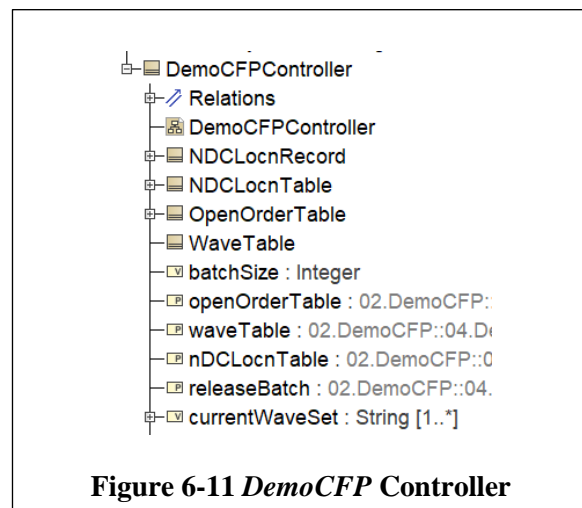 DemoCFPController
Relations
DemoCFPController
NDCLocnRecord
NDCLocnTable
OpenOrderTable
WaveTable
batchSize : Integer
openOrderTable : 02.DemoCFP::
waveTable : 02.DemoCFP::04.De
nDCLocnTable : 02.DemoCFP::0
releaseBatch : 02.DemoCFP::04.
currentWaveSet : String [1..*]
Figure 6-11 DemoCFP Controller